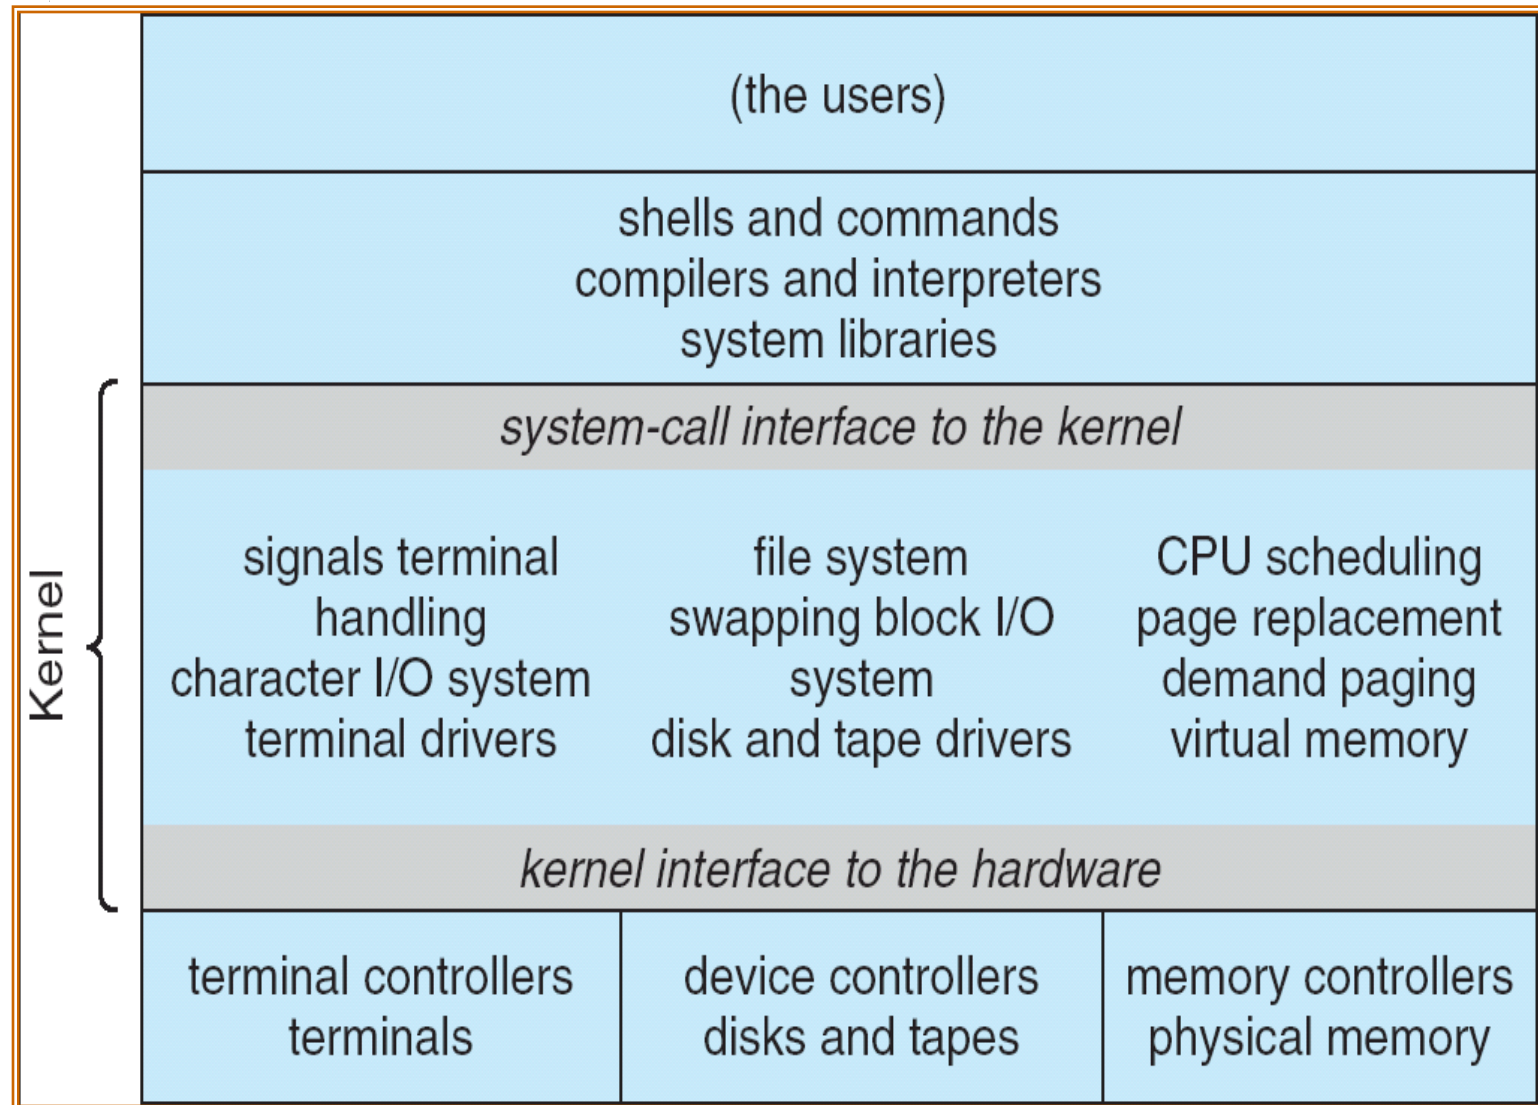 (the users)
shells and commands
compilers and interpreters
system libraries
system-call interface to the kernel
Kernel
signals terminal
handling
character I/O system
terminal drivers
file system
swapping block I/O
system
disk and tape drivers
CPU scheduling
page replacement
demand paging
virtual memory
kernel interface to the hardware
terminal controllers
terminals
device controllers
disks and tapes
memory controllers
physical memory